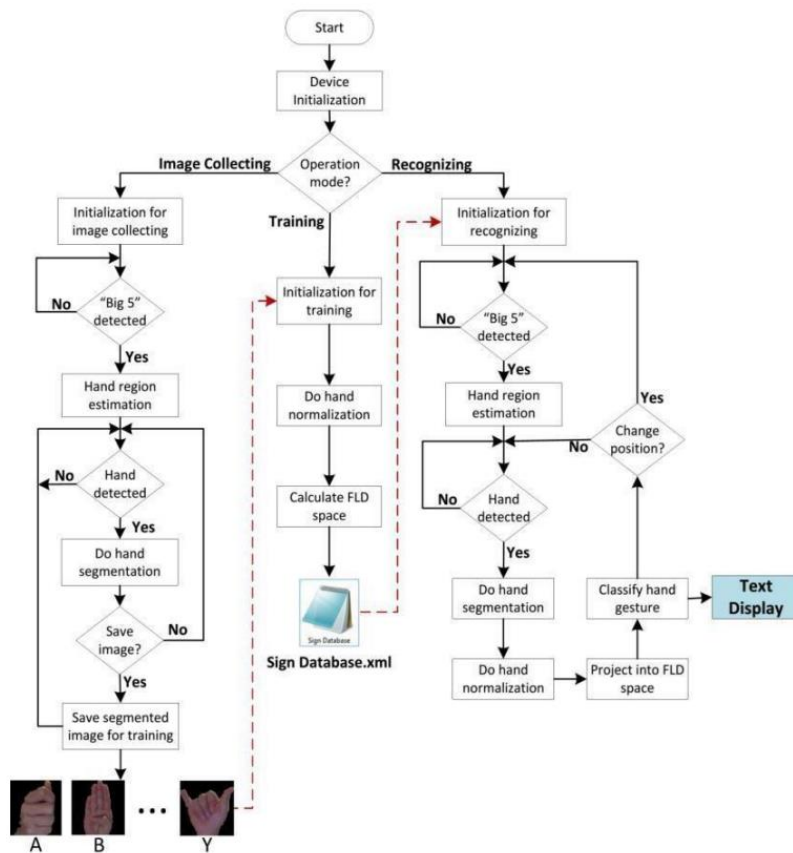 Start
Device
Initialization
Operation
mode?
Image Collecting
Recognizing
Training
Initialization for
image collecting
No
“Big 5”
detected
Yes
Hand region
estimation
No
Hand
detected
Yes
Do hand
segmentation
Save
image?
No
Yes
Save segmented
image for training
A
B
...
Y
Initialization for
training
Do hand
normalization
Calculate FLD
space
Sign Database
Sign Database.xml
Initialization for
recognizing
No
“Big 5”
detected
Yes
Hand region
estimation
No
Hand
detected
Yes
Do hand
segmentation
Do hand
normalization
Project into FLD
space
Classify hand
gesture
Text
Display
Change
position?
Yes
No